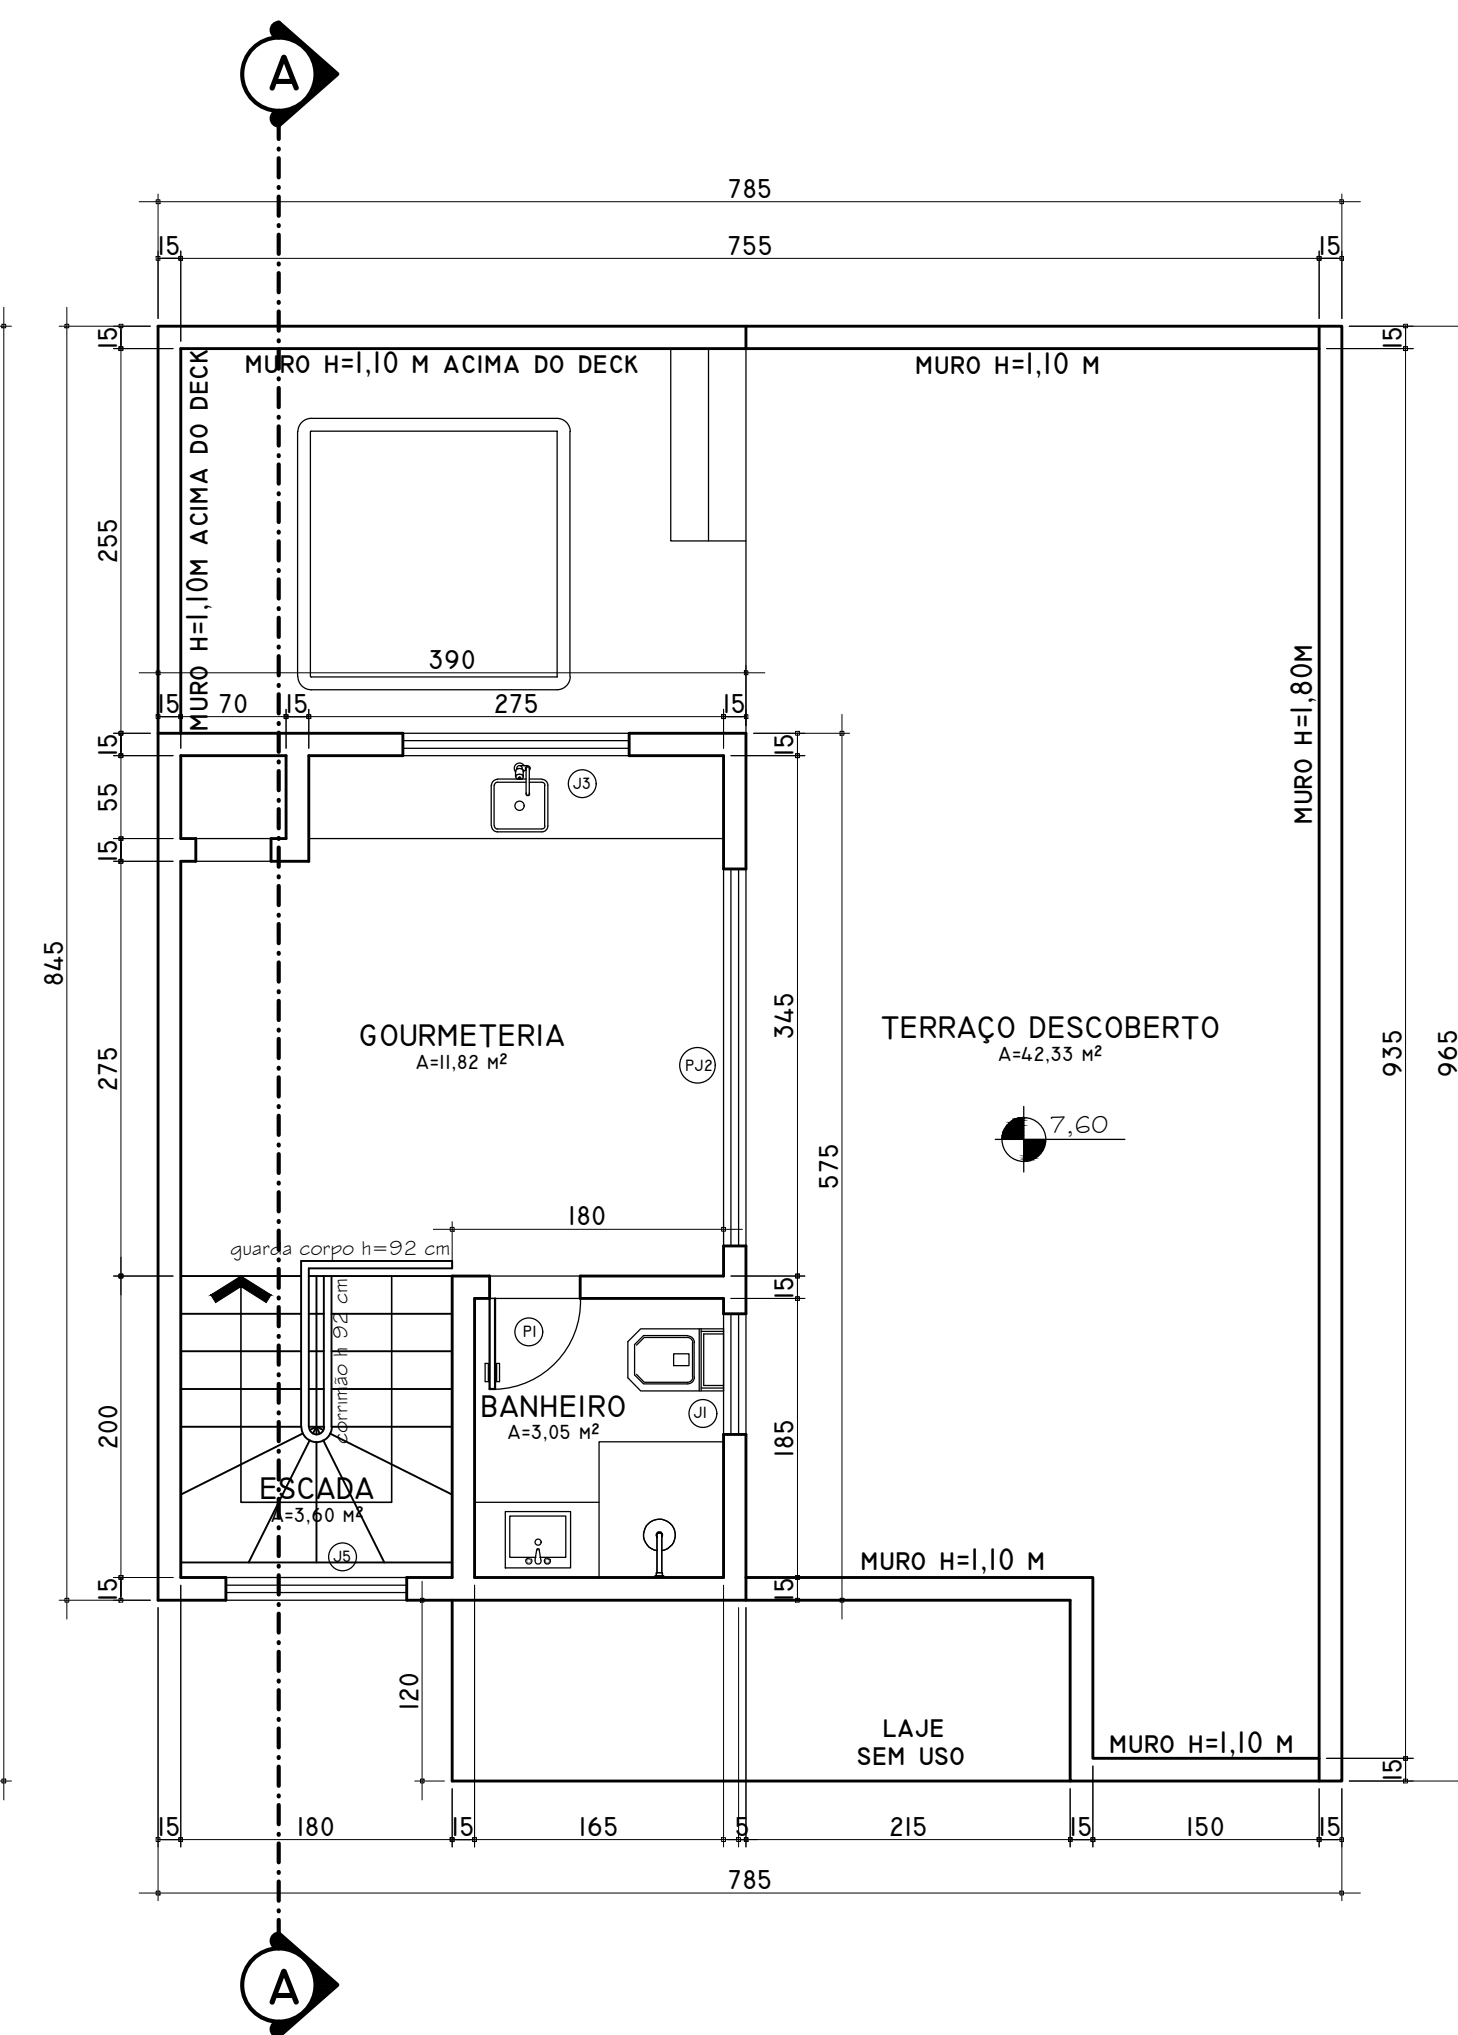 A
785
15
755
15
15
MURO H=1,10 M ACIMA DO DECK
MURO H=1,10 M
15
MURO H=1,10M ACIMA DO DECK
255
390
15
70
15
275
15
MURO H=1,80M
15
15
55
J3
15
845
345
GOURMETERIA
A=11,82 M²
TERRAÇO DESCOBERTO
A=42,33 M²
275
PJ2
935
965
7,60
575
180
guarda corpo h=92 cm
15
corrimão h 92 cm
P1
BANHEIRO
A=3,05 M²
J1
200
185
ESCADA
A=3,60 M²
J5
MURO H=1,10 M
15
15
120
LAJE
SEM USO
MURO H=1,10 M
15
15
180
15
165
5
215
15
150
15
785
A